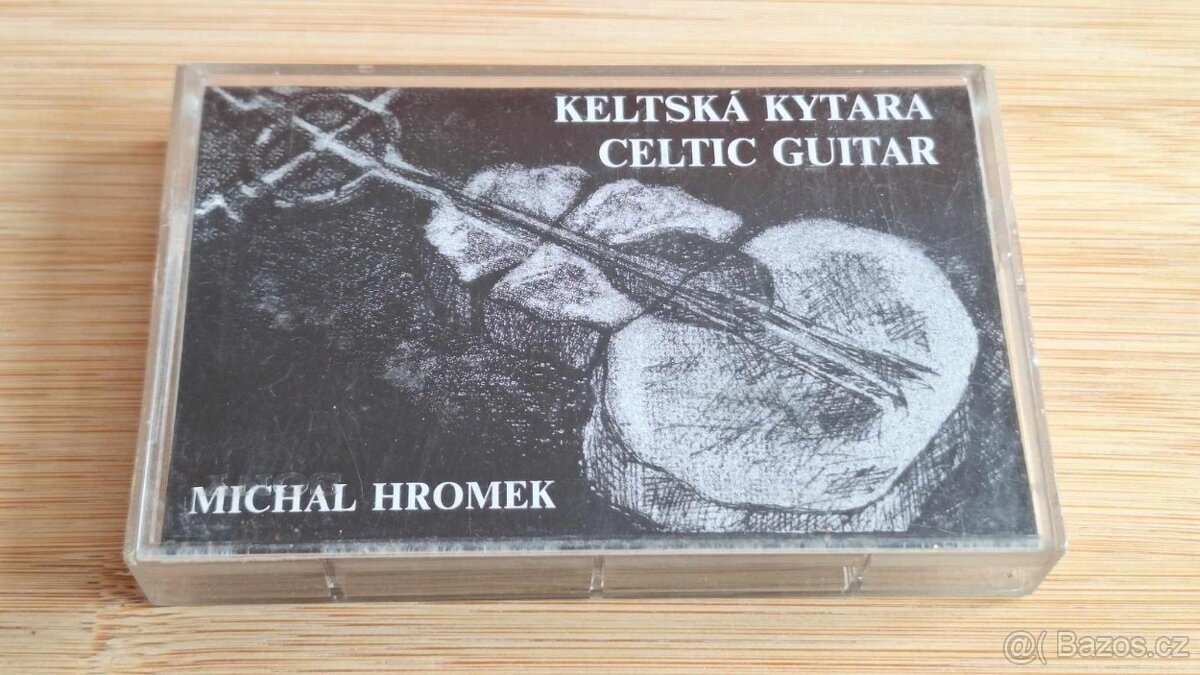 KELTSKÁ KYTARA
CELTIC GUITAR
MICHAL HROMEK
@( Bazos.cz